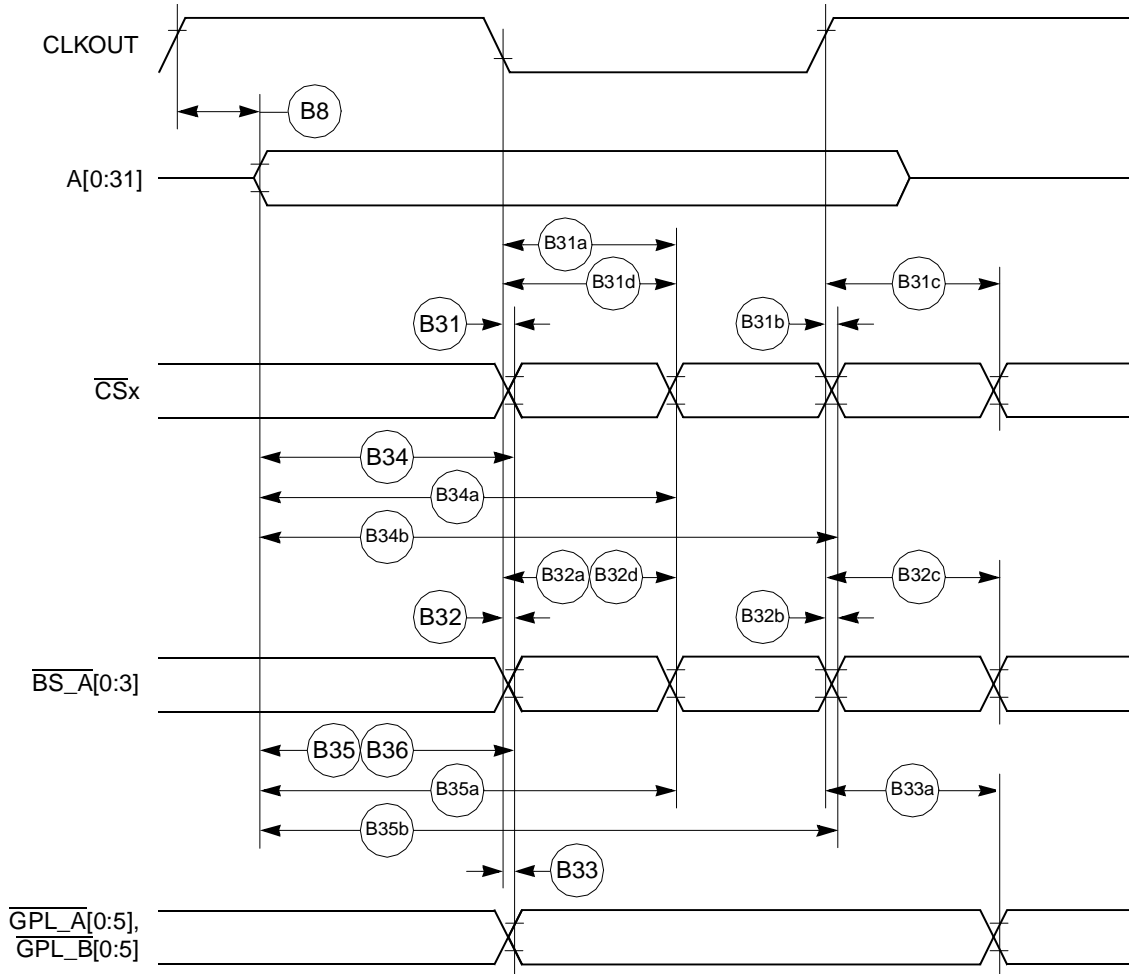 CLKOUT
B8
A[0:31]
B31a
B31d
B31c
B31
B31b
CSx
B34
B34a
B34b
B32a B32d
B32c
B32
B32b
BS_A[0:3]
B35 B36
B35a
B33a
B35b
B33
GPL_A[0:5],
GPL_B[0:5]